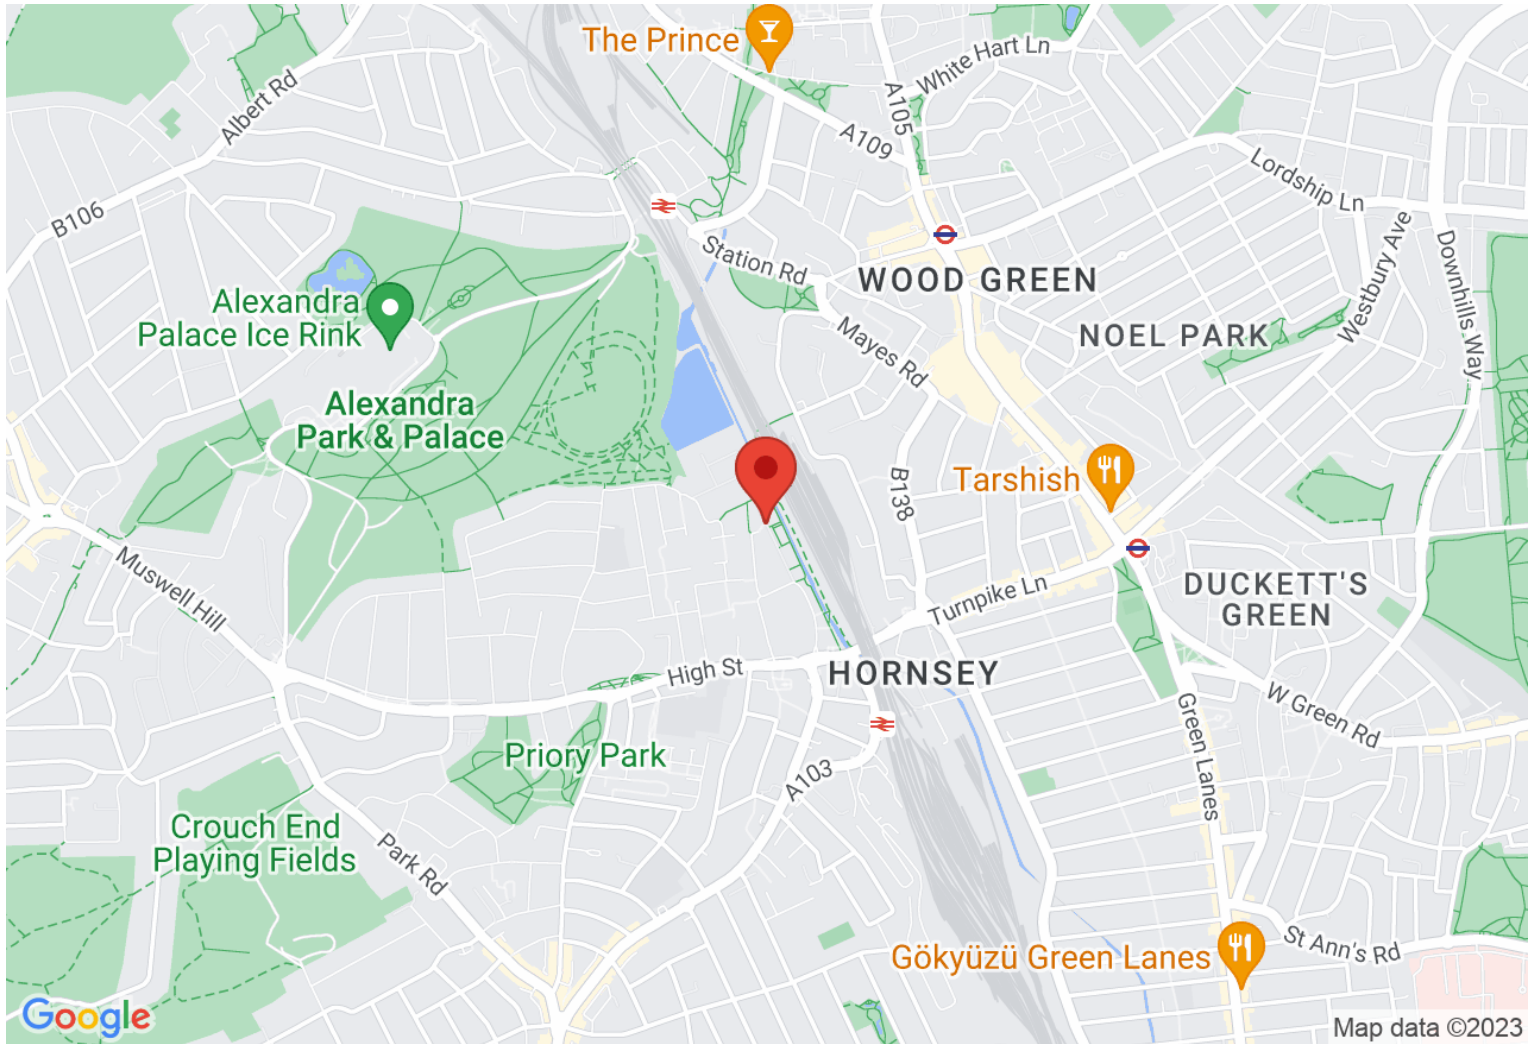 The Prince
White Hart Ln
A105
Albert Rd
A109
Lordship Ln
B106
Westbury Ave
Station Rd
Downhills Way
WOOD GREEN
Alexandra
Palace Ice Rink
Mayes Rd
NOEL PARK
Alexandra
Park & Palace
Tarshish
B138
Muswell Hill
Turnpike Ln
DUCKETT'S
GREEN
High St
HORNSEY
W Green Rd
Green Lanes
Priory Park
A103
Crouch End
Playing Fields
Park Rd
Gökyüzü Green Lanes
St Ann's Rd
Google
Map data ©2023